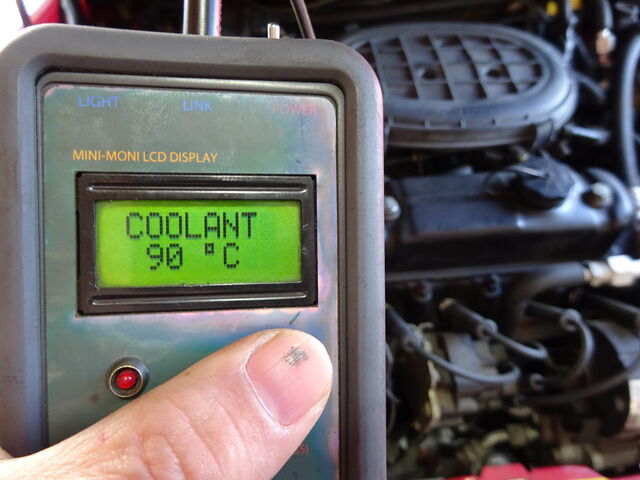 LIGHT LINK POWER
MINI-MONI LCD DISPLAY
COOLANT
90 °C